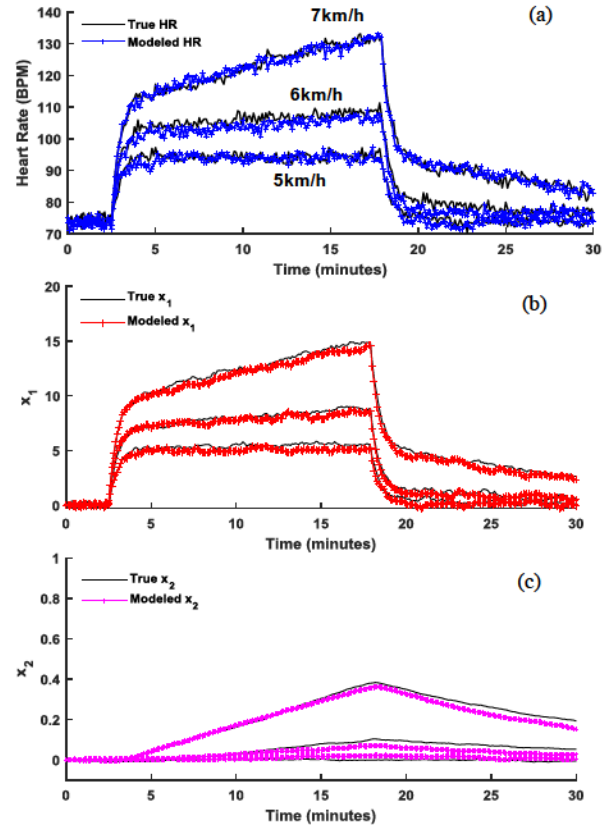 (a)
True HR
Modeled HR
7km/h
6km/h
5km/h
Heart Rate (BPM)
140
130
120
110
100
90
80
70
0 5 10 15 20 25 30
Time (minutes)
(b)
True x1
Modeled x1
x1
20
15
10
5
0
0 5 10 15 20 25 30
Time (minutes)
(c)
True x2
Modeled x2
x2
1
0.8
0.6
0.4
0.2
0
0 5 10 15 20 25 30
Time (minutes)